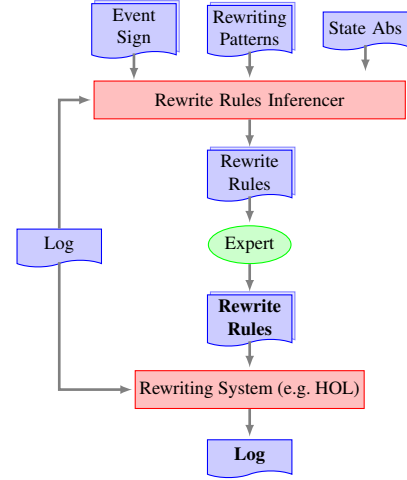 Event
Sign
Rewriting
Patterns
State Abs
Rewrite Rules Inferencer
Rewrite
Rules
Log
Expert
Rewrite
Rules
Rewriting System (e.g. HOL)
Log